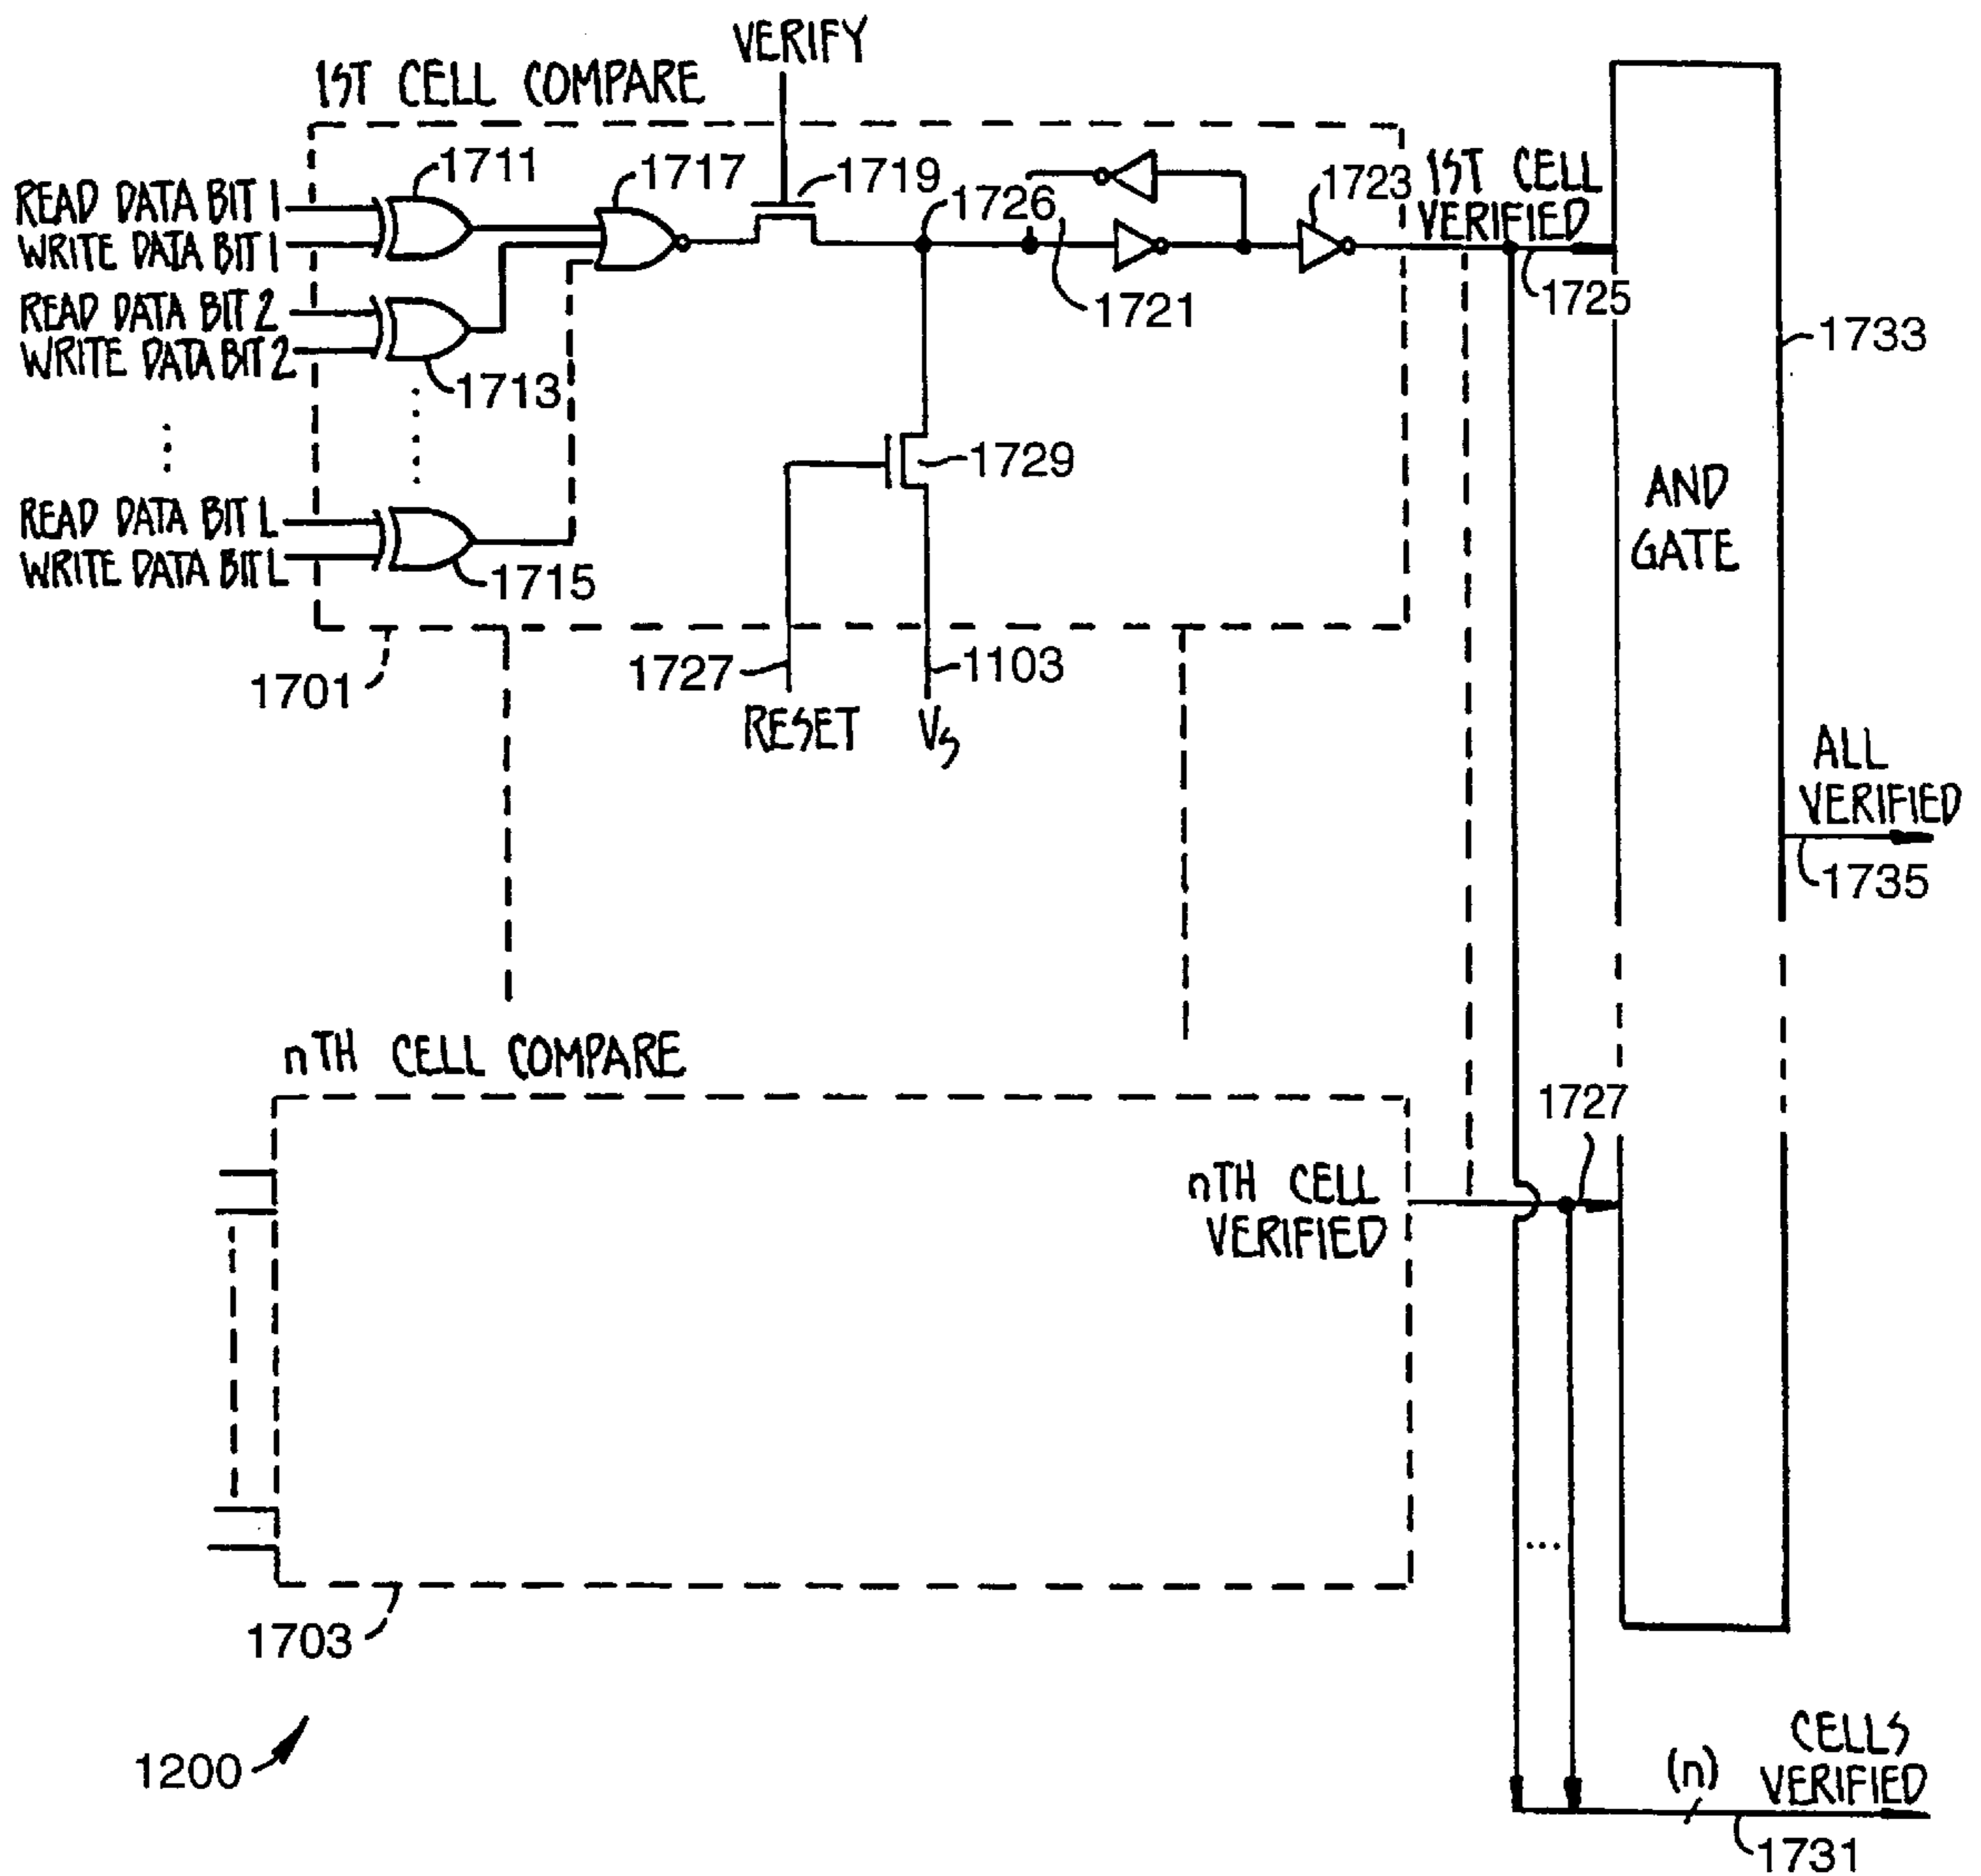 VERIFY
1ST CELL COMPARE
1711
1717
1719
1726
1723
1ST CELL
VERIFIED
READ DATA BIT 1
WRITE DATA BIT 1
1721
1725
READ DATA BIT 2
WRITE DATA BIT 2
1713
1733
1729
AND
GATE
READ DATA BIT L
WRITE DATA BIT L
1715
1701
1727
1103
RESET
VS
ALL
VERIFIED
1735
nTH CELL COMPARE
1727
nTH CELL
VERIFIED
...
1703
1200
(n)
CELLS
VERIFIED
1731